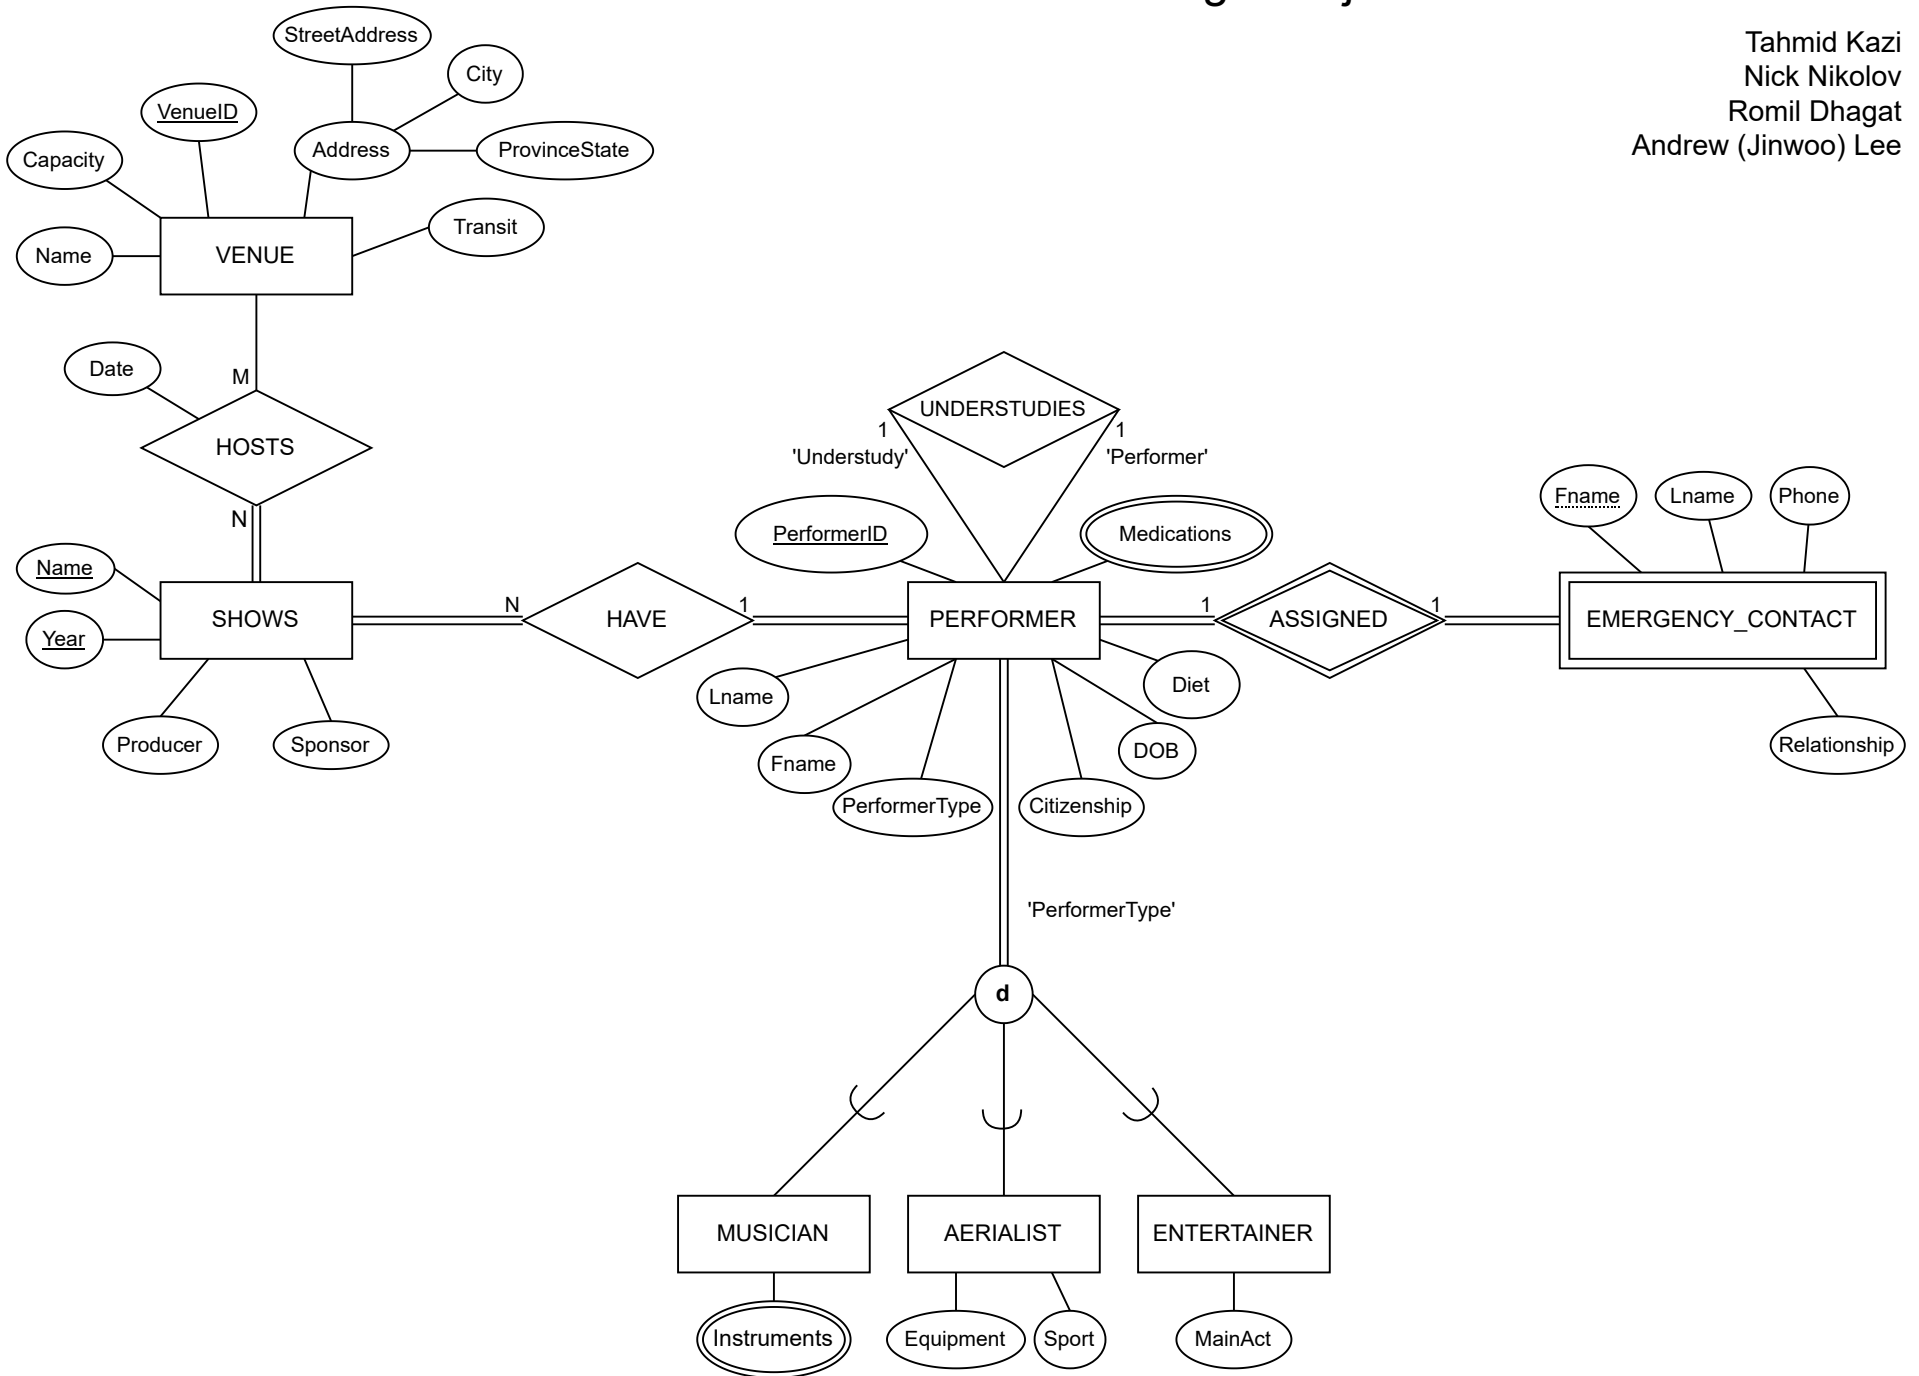 Tahmid Kazi
Nick Nikolov
Romil Dhagat
Andrew (Jinwoo) Lee
StreetAddress
City
VenueID
Address
ProvinceState
Capacity
Transit
Name
VENUE
Date
M
HOSTS
N
UNDERSTUDIES
1
1
'Understudy'
'Performer'
Fname
Lname
Phone
PerformerID
Medications
Name
Year
SHOWS
N
HAVE
1
PERFORMER
1
ASSIGNED
1
EMERGENCY_CONTACT
Lname
Diet
Producer
Sponsor
Fname
DOB
Relationship
PerformerType
Citizenship
'PerformerType'
d
MUSICIAN
AERIALIST
ENTERTAINER
Instruments
Equipment
Sport
MainAct